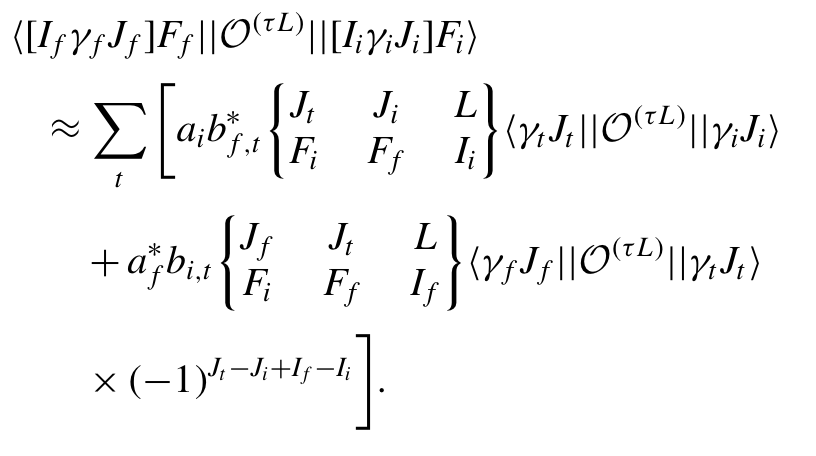 ⟨[I_f γ_f J_f]F_f||𝒪^(τL)||[I_i γ_i J_i]F_i⟩
≈ ∑_t [ a_i b*_{f,t} { J_t J_i L ; F_i F_f I_i } ⟨γ_t J_t||𝒪^(τL)||γ_i J_i⟩
+ a*_f b_{i,t} { J_f J_t L ; F_i F_f I_f } ⟨γ_f J_f||𝒪^(τL)||γ_t J_t⟩
× (−1)^{J_t−J_i+I_f−I_i} ].